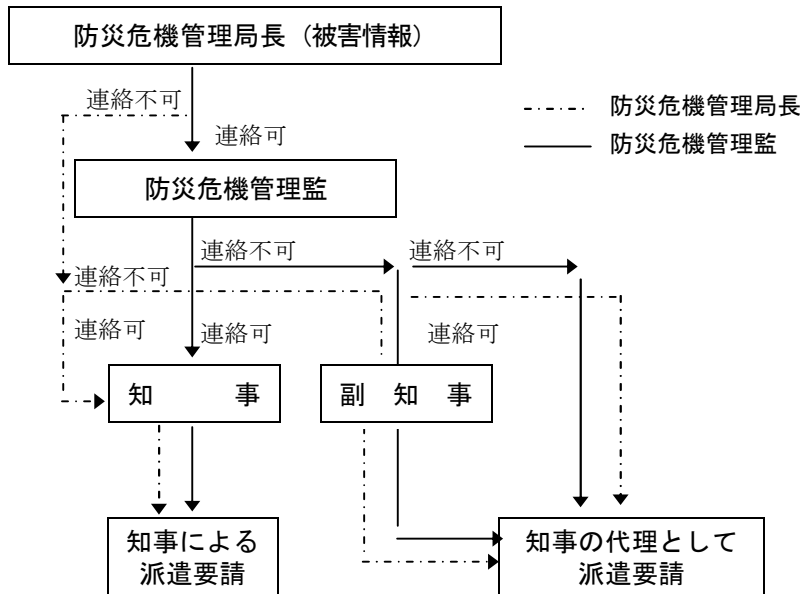 防災危機管理局長（被害情報）
連絡不可
防災危機管理局長
連絡可
防災危機管理監
防災危機管理監
連絡不可
連絡不可
連絡不可
連絡可
連絡可
連絡可
知　　　事
副　知　事
知事による
派遣要請
知事の代理として
派遣要請